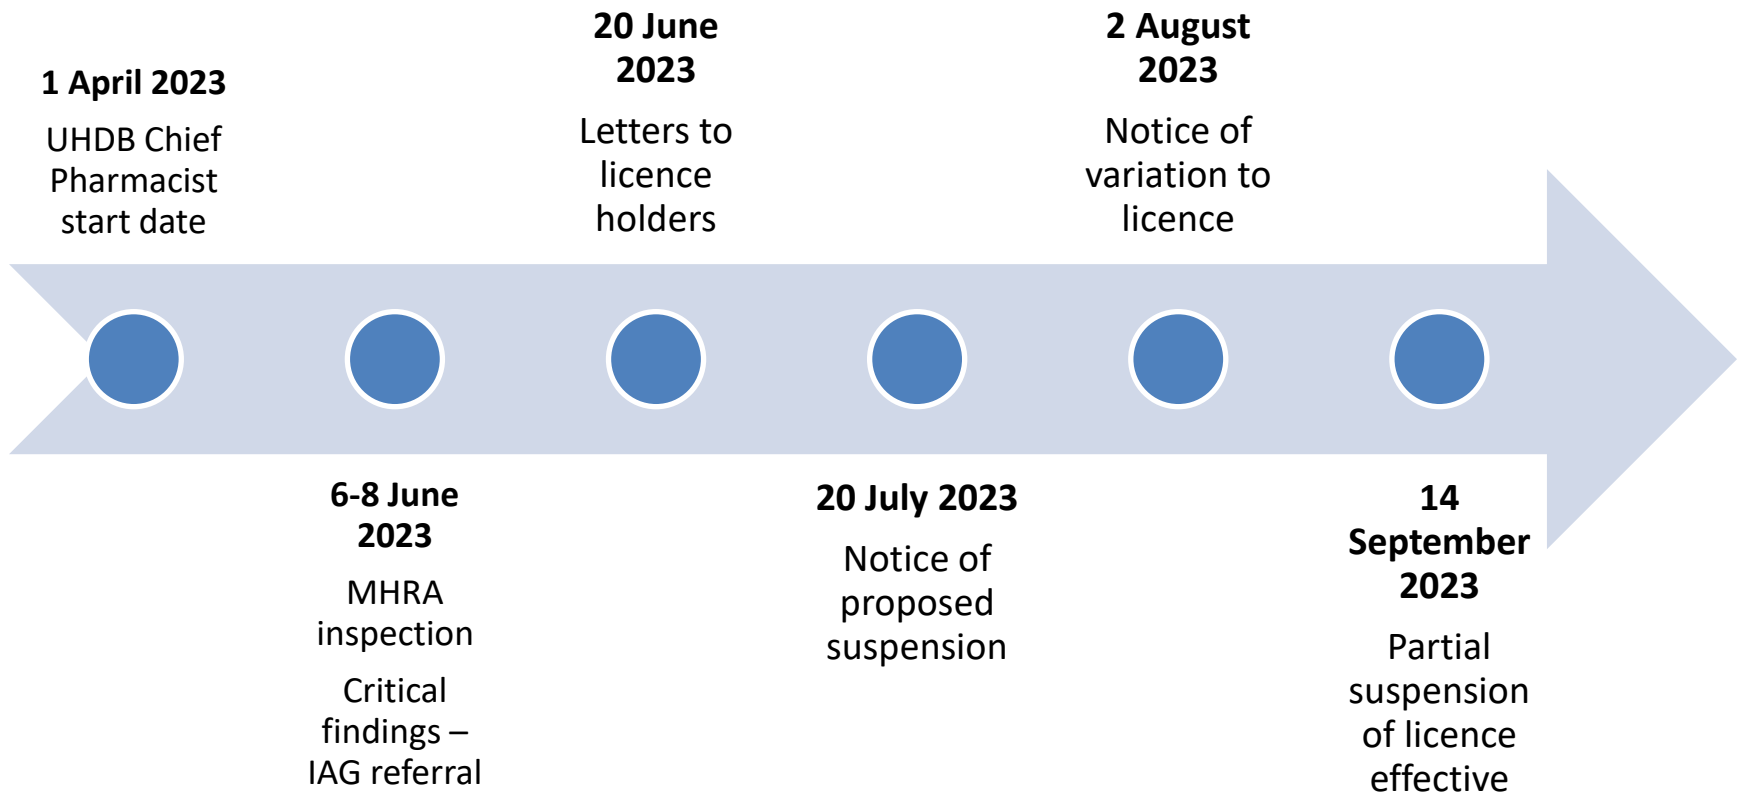 1 April 2023
UHDB Chief
Pharmacist
start date
6-8 June
2023
MHRA
inspection
Critical
findings –
IAG referral
20 June
2023
Letters to
licence
holders
20 July 2023
Notice of
proposed
suspension
2 August
2023
Notice of
variation to
licence
14
September
2023
Partial
suspension
of licence
effective